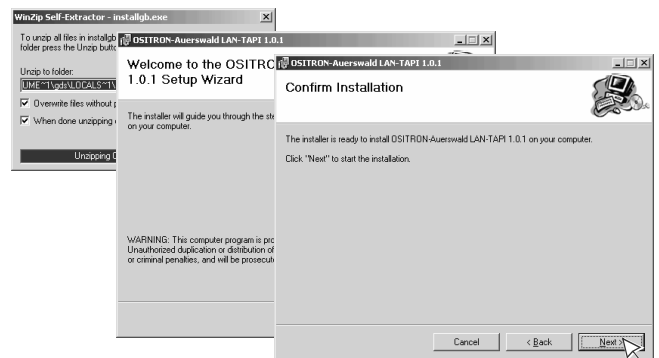 WinZip Self-Extractor - installgb.exe
To unzip all files in installgb
folder press the Unzip butto
Unzip to folder:
UME~1\gds\LOCALS~1\
Overwrite files without p
When done unzipping
Unzipping
OSITRON-Auerswald LAN-TAPI 1.0.1
Welcome to the OSITRO
1.0.1 Setup Wizard
The installer will guide you through the ste
on your computer.
WARNING: This computer program is pro
Unauthorized duplication or distribution of
or criminal penalties, and will be prosecute
OSITRON-Auerswald LAN-TAPI 1.0.1
Confirm Installation
The installer is ready to install OSITRON-Auerswald LAN-TAPI 1.0.1 on your computer.
Click "Next" to start the installation.
Cancel
< Back
Next >